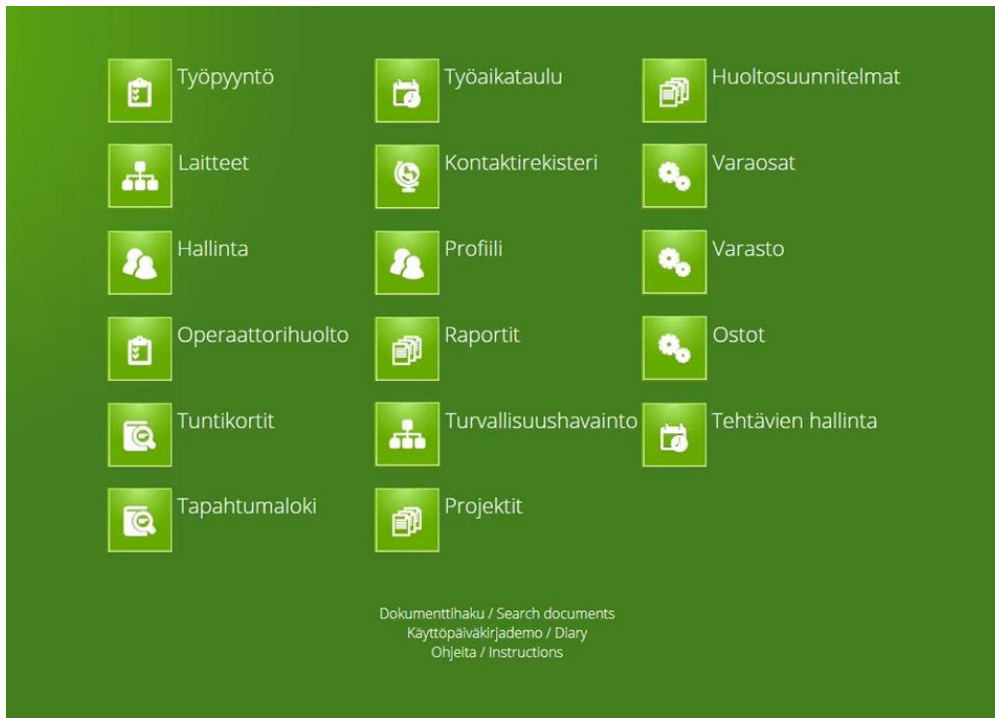 Työpyyntö
Työaikataulu
Huoltosuunnitelmat
Laitteet
Kontaktirekisteri
Varaosat
Hallinta
Profiili
Varasto
Operaattorihuolto
Raportit
Ostot
Tuntikortit
Turvallisuushavainto
Tehtävien hallinta
Tapahtumaloki
Projektit
Dokumenttihaku / Search documents
Käyttöpäiväkirjademo / Diary
Ohjeita / Instructions